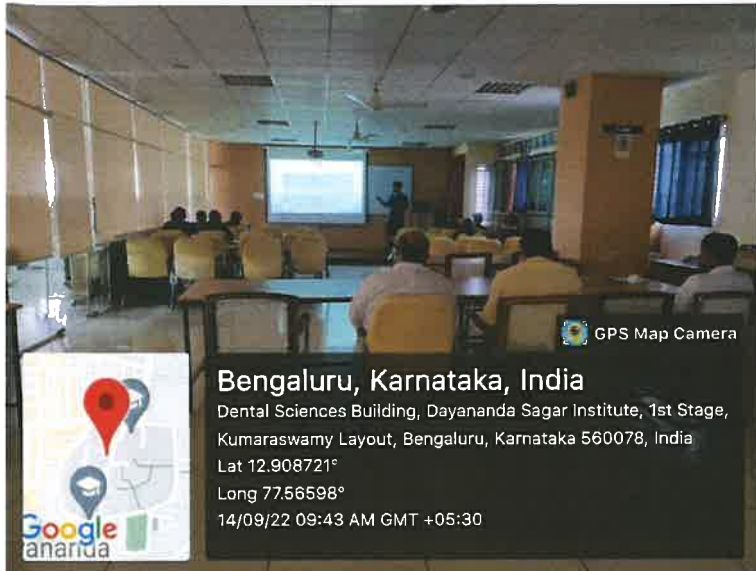 GPS Map Camera
Bengaluru, Karnataka, India
Dental Sciences Building, Dayananda Sagar Institute, 1st Stage,
Kumaraswamy Layout, Bengaluru, Karnataka 560078, India
Lat 12.908721°
Long 77.56598°
14/09/22 09:43 AM GMT +05:30
Google